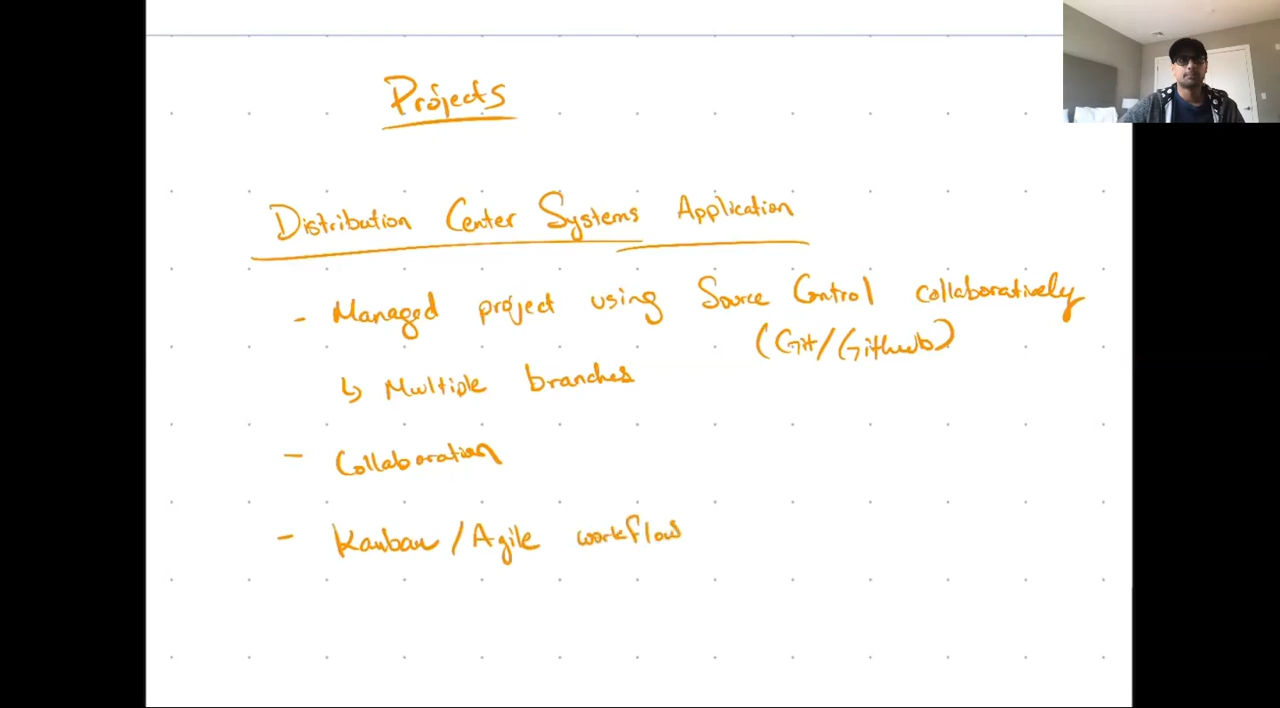 Projects
Distribution Center Systems Application
- Managed project using Source Control collaboratively
(Git/Github)
↳ Multiple branches
- Collaboration
- Kanban/Agile workflow